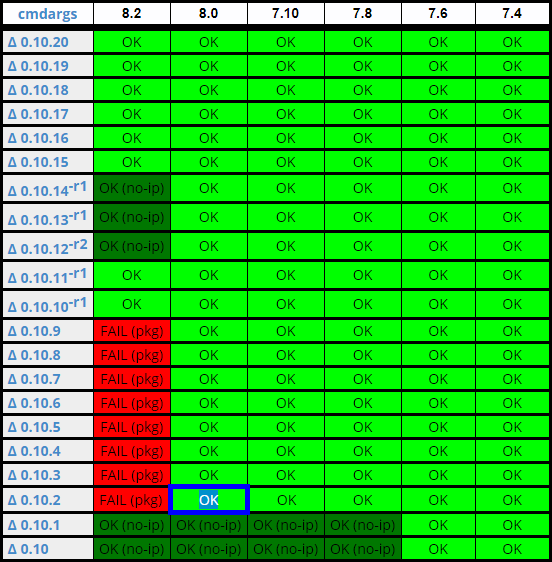 cmdargs 8.2 8.0 7.10 7.8 7.6 7.4
Δ 0.10.20 OK OK OK OK OK OK
Δ 0.10.19 OK OK OK OK OK OK
Δ 0.10.18 OK OK OK OK OK OK
Δ 0.10.17 OK OK OK OK OK OK
Δ 0.10.16 OK OK OK OK OK OK
Δ 0.10.15 OK OK OK OK OK OK
Δ 0.10.14-r1 OK (no-ip) OK OK OK OK OK
Δ 0.10.13-r1 OK (no-ip) OK OK OK OK OK
Δ 0.10.12-r2 OK (no-ip) OK OK OK OK OK
Δ 0.10.11-r1 OK OK OK OK OK OK
Δ 0.10.10-r1 OK OK OK OK OK OK
Δ 0.10.9 FAIL (pkg) OK OK OK OK OK
Δ 0.10.8 FAIL (pkg) OK OK OK OK OK
Δ 0.10.7 FAIL (pkg) OK OK OK OK OK
Δ 0.10.6 FAIL (pkg) OK OK OK OK OK
Δ 0.10.5 FAIL (pkg) OK OK OK OK OK
Δ 0.10.4 FAIL (pkg) OK OK OK OK OK
Δ 0.10.3 FAIL (pkg) OK OK OK OK OK
Δ 0.10.2 FAIL (pkg) OK OK OK OK OK
Δ 0.10.1 OK (no-ip) OK (no-ip) OK (no-ip) OK (no-ip) OK OK
Δ 0.10 OK (no-ip) OK (no-ip) OK (no-ip) OK (no-ip) OK OK